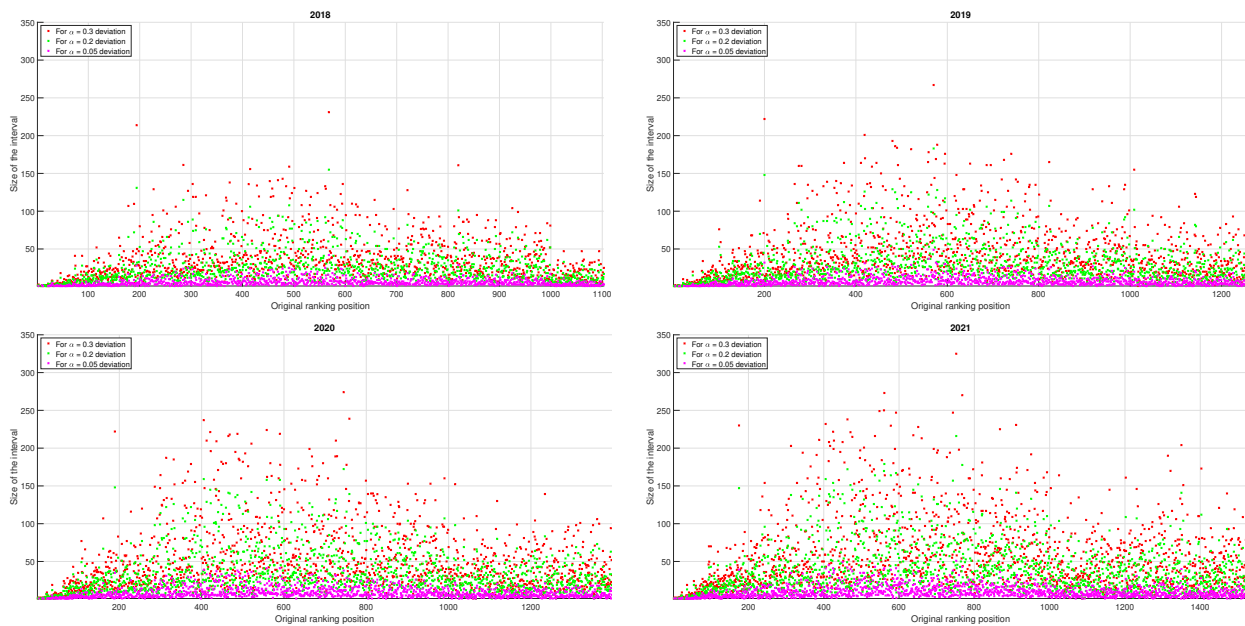 2018
350
300
250
200
150
100
50
Size of the interval
For α = 0.3 deviation
For α = 0.2 deviation
For α = 0.05 deviation
100 200 300 400 500 600 700 800 900 1000 1100
Original ranking position
2019
350
300
250
200
150
100
50
Size of the interval
For α = 0.3 deviation
For α = 0.2 deviation
For α = 0.05 deviation
200 400 600 800 1000 1200
Original ranking position
2020
350
300
250
200
150
100
50
Size of the interval
For α = 0.3 deviation
For α = 0.2 deviation
For α = 0.05 deviation
200 400 600 800 1000 1200
Original ranking position
2021
350
300
250
200
150
100
50
Size of the interval
For α = 0.3 deviation
For α = 0.2 deviation
For α = 0.05 deviation
200 400 600 800 1000 1200 1400
Original ranking position